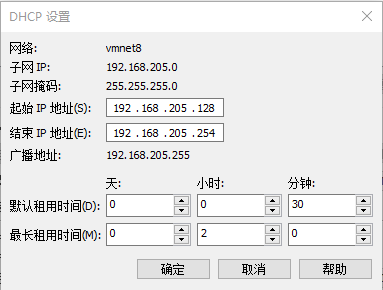 DHCP 设置
网络: vmnet8
子网 IP: 192.168.205.0
子网掩码: 255.255.255.0
起始 IP 地址(S): 192 . 168 . 205 . 128
结束 IP 地址(E): 192 . 168 . 205 . 254
广播地址: 192.168.205.255
天: 小时: 分钟:
默认租用时间(D): 0 0 30
最长租用时间(M): 0 2 0
确定 取消 帮助